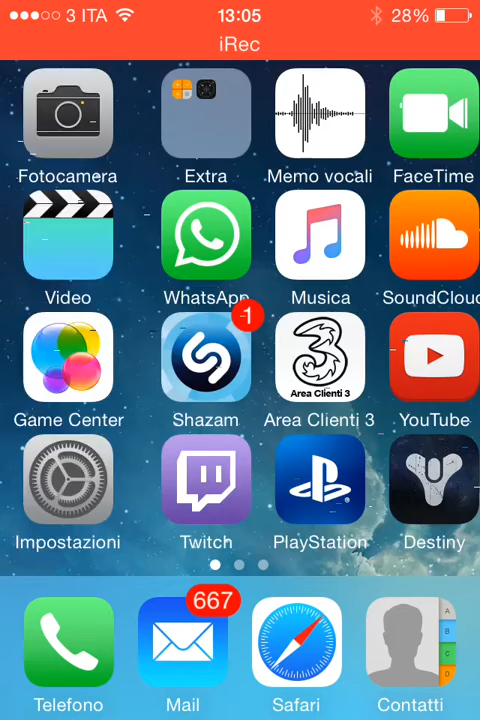 3 ITA 13:05 28%
iRec
Fotocamera Extra Memo vocali FaceTime
Video WhatsApp Musica SoundCloud
1
3
Area Clienti 3
Game Center Shazam Area Clienti 3 YouTube
Impostazioni Twitch PlayStation Destiny
667
A
B
C
D
Telefono Mail Safari Contatti